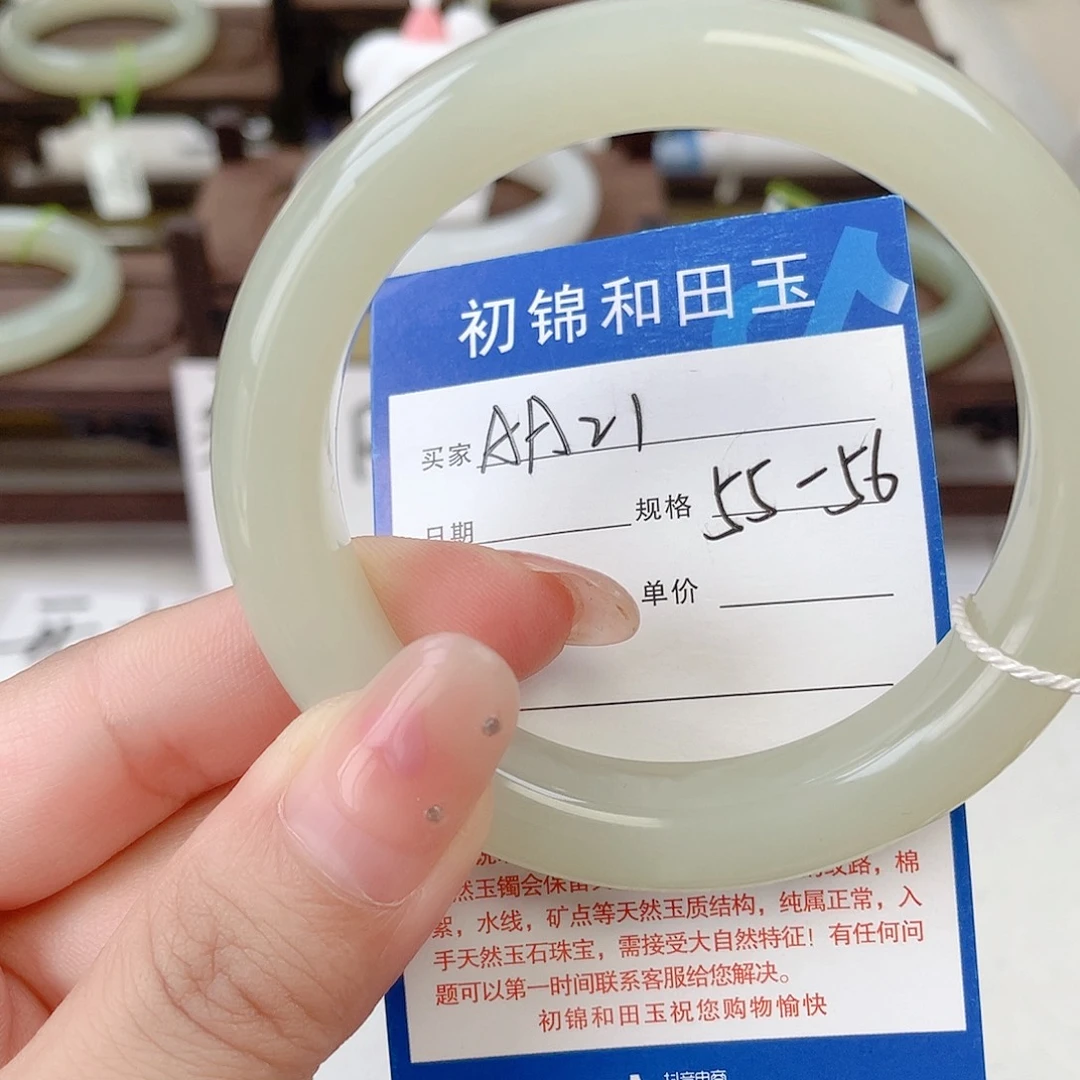 初锦和田玉
买家 AA21
日期 规格 55-56
单价
然玉镯会保留 纹路，棉
絮，水线，矿点等天然玉质结构，纯属正常，入
手天然玉石珠宝，需接受大自然特征！有任何问
题可以第一时间联系客服给您解决。
初锦和田玉祝您购物愉快
抖音电商